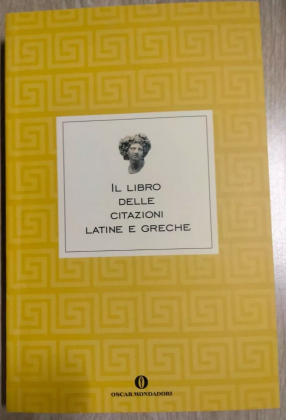 IL LIBRO
DELLE
CITAZIONI
LATINE E GRECHE
OSCAR MONDADORI